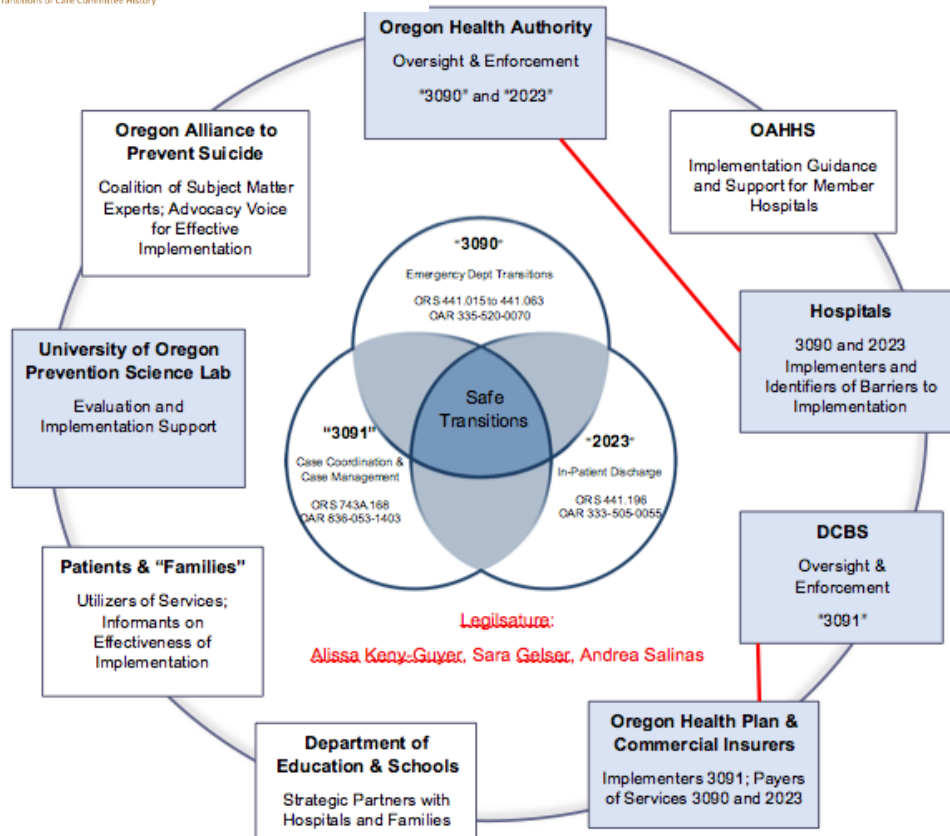 Transitions of Care Committee History
Oregon Health Authority
Oversight & Enforcement
"3090" and "2023"
Oregon Alliance to
Prevent Suicide
Coalition of Subject Matter
Experts; Advocacy Voice
for Effective
Implementation
OAHHS
Implementation Guidance
and Support for Member
Hospitals
"3090"
Emergency Dept Transitions
ORS 441.015 to 441.063
OAR 335-520-0070
University of Oregon
Prevention Science Lab
Evaluation and
Implementation Support
Hospitals
3090 and 2023
Implementers and
Identifiers of Barriers to
Implementation
Safe
Transitions
"3091"
Case Coordination &
Case Management
ORS 743A.168
OAR 836-053-1403
"2023"
In-Patient Discharge
ORS 441.196
OAR 333-505-0055
Patients & "Families"
Utilizers of Services;
Informants on
Effectiveness of
Implementation
DCBS
Oversight &
Enforcement
"3091"
Legilsature:
Alissa Keny-Guyer, Sara Gelser, Andrea Salinas
Department of
Education & Schools
Strategic Partners with
Hospitals and Families
Oregon Health Plan &
Commercial Insurers
Implementers 3091; Payers
of Services 3090 and 2023